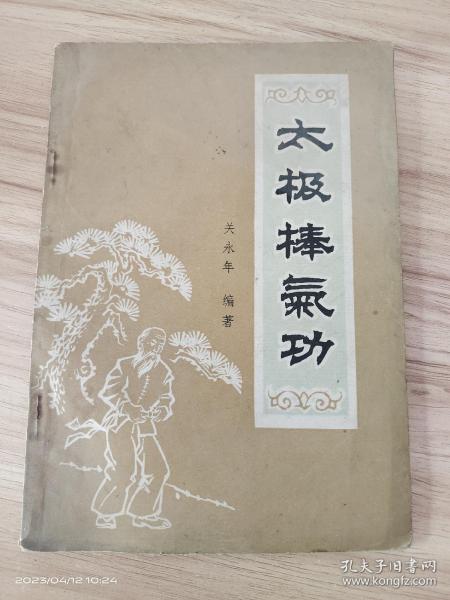 太极棒氣功
关永年 编著
2023/04/12 10:24
孔夫子旧书网
www.kongfz.com